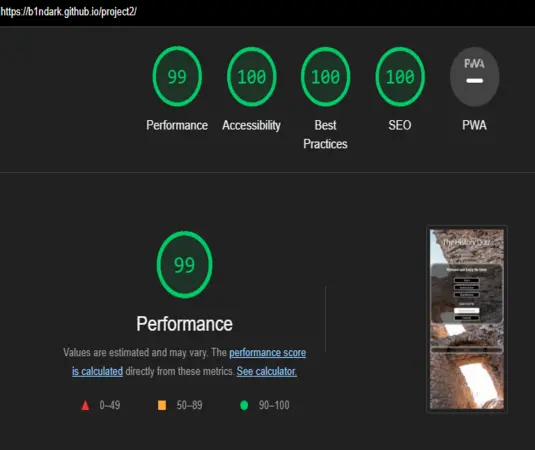 https://b1ndark.github.io/project2/
99 100 100 100 PWA
Performance Accessibility Best Practices SEO PWA
99
Performance
Values are estimated and may vary. The performance score
is calculated directly from these metrics. See calculator.
0–49 50–89 90–100
The History Quiz